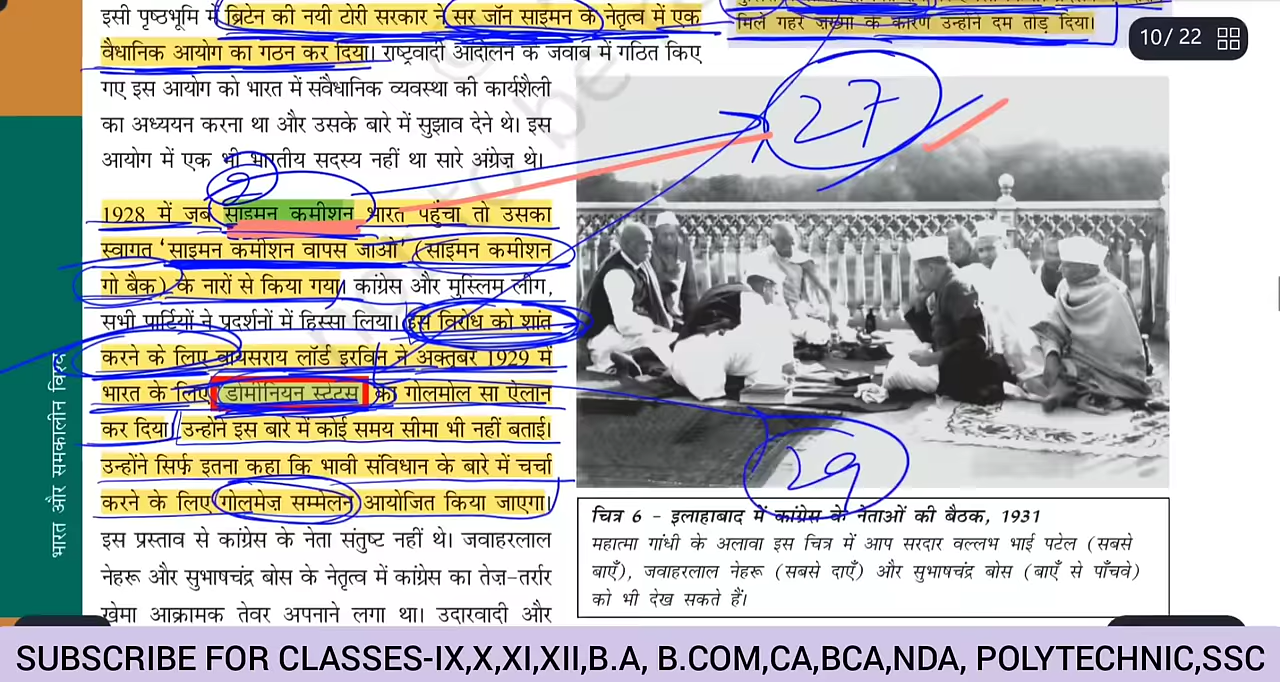 इसी पृष्ठभूमि में ब्रिटेन की नयी टोरी सरकार ने सर जॉन साइमन के नेतृत्व में एक
वैधानिक आयोग का गठन कर दिया। राष्ट्रवादी आंदोलन के जवाब में गठित किए
गए इस आयोग को भारत में संवैधानिक व्यवस्था की कार्यशैली
का अध्ययन करना था और उसके बारे में सुझाव देने थे। इस
आयोग में एक भी भारतीय सदस्य नहीं था सारे अंग्रेज़ थे।
2
1928 में जब साइमन कमीशन भारत पहुंचा तो उसका
स्वागत ‘साइमन कमीशन वापस जाओ’ (साइमन कमीशन
गो बैक) के नारों से किया गया। कांग्रेस और मुस्लिम लीग,
सभी पार्टियों ने प्रदर्शनों में हिस्सा लिया। इस विरोध को शांत
करने के लिए वायसराय लॉर्ड इरविन ने अक्तूबर 1929 में
भारत के लिए डोमीनियन स्टेटस का गोलमोल सा ऐलान
कर दिया। उन्होंने इस बारे में कोई समय सीमा भी नहीं बताई।
उन्होंने सिर्फ़ इतना कहा कि भावी संविधान के बारे में चर्चा
करने के लिए गोलमेज़ सम्मेलन आयोजित किया जाएगा।
इस प्रस्ताव से कांग्रेस के नेता संतुष्ट नहीं थे। जवाहरलाल
नेहरू और सुभाषचंद्र बोस के नेतृत्व में कांग्रेस का तेज़-तर्रार
खेमा आक्रामक तेवर अपनाने लगा था। उदारवादी और
मिले गहरे ज़ख्मों के कारण उन्होंने दम तोड़ दिया।
10/ 22
27
29
चित्र 6 – इलाहाबाद में कांग्रेस के नेताओं की बैठक, 1931
महात्मा गांधी के अलावा इस चित्र में आप सरदार वल्लभ भाई पटेल (सबसे
बाएँ), जवाहरलाल नेहरू (सबसे दाएँ) और सुभाषचंद्र बोस (बाएँ से पाँचवे)
को भी देख सकते हैं।
भारत और समकालीन विश्व
SUBSCRIBE FOR CLASSES-IX,X,XI,XII,B.A, B.COM,CA,BCA,NDA, POLYTECHNIC,SSC